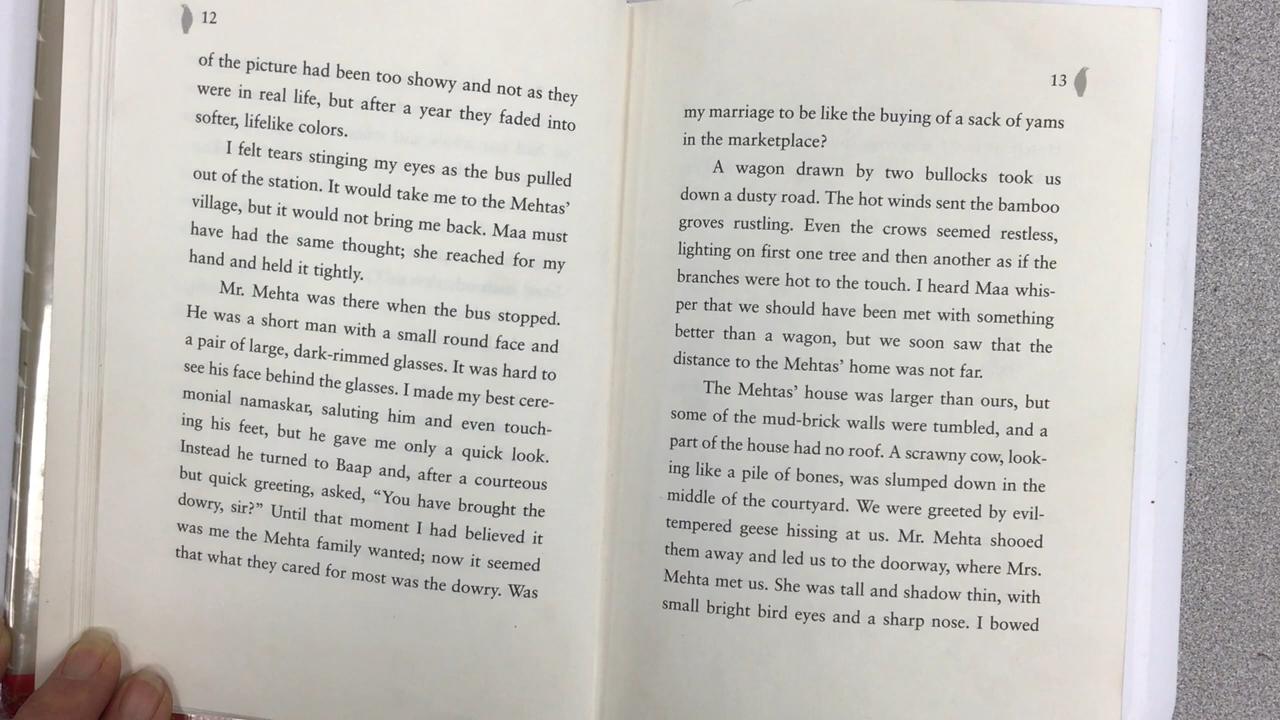 12
of the picture had been too showy and not as they
were in real life, but after a year they faded into
softer, lifelike colors.
I felt tears stinging my eyes as the bus pulled
out of the station. It would take me to the Mehtas’
village, but it would not bring me back. Maa must
have had the same thought; she reached for my
hand and held it tightly.
Mr. Mehta was there when the bus stopped.
He was a short man with a small round face and
a pair of large, dark-rimmed glasses. It was hard to
see his face behind the glasses. I made my best cere-
monial namaskar, saluting him and even touch-
ing his feet, but he gave me only a quick look.
Instead he turned to Baap and, after a courteous
but quick greeting, asked, “You have brought the
dowry, sir?” Until that moment I had believed it
was me the Mehta family wanted; now it seemed
that what they cared for most was the dowry. Was
13
my marriage to be like the buying of a sack of yams
in the marketplace?
A wagon drawn by two bullocks took us
down a dusty road. The hot winds sent the bamboo
groves rustling. Even the crows seemed restless,
lighting on first one tree and then another as if the
branches were hot to the touch. I heard Maa whis-
per that we should have been met with something
better than a wagon, but we soon saw that the
distance to the Mehtas’ home was not far.
The Mehtas’ house was larger than ours, but
some of the mud-brick walls were tumbled, and a
part of the house had no roof. A scrawny cow, look-
ing like a pile of bones, was slumped down in the
middle of the courtyard. We were greeted by evil-
tempered geese hissing at us. Mr. Mehta shooed
them away and led us to the doorway, where Mrs.
Mehta met us. She was tall and shadow thin, with
small bright bird eyes and a sharp nose. I bowed